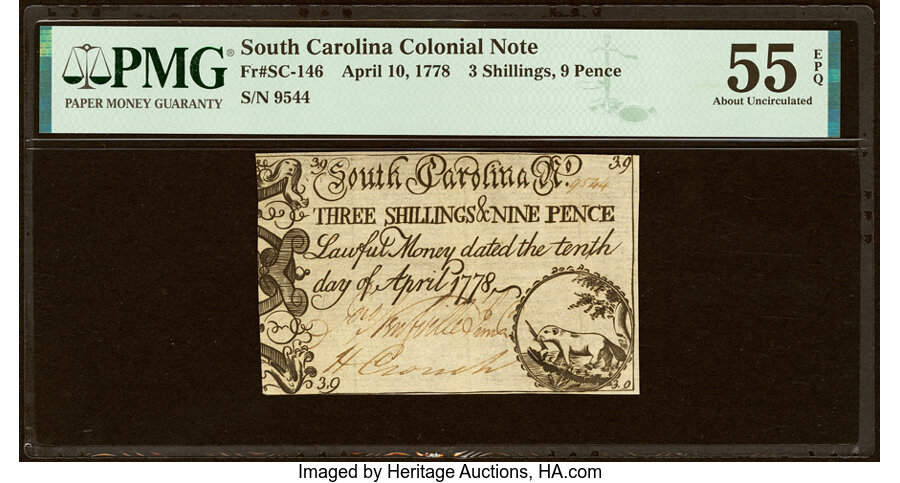 PMG®
PAPER MONEY GUARANTY
South Carolina Colonial Note
Fr#SC-146 April 10, 1778 3 Shillings, 9 Pence
S/N 9544
55
EPQ
About Uncirculated
3,9 South Carolina No. 9544 3,9
THREE SHILLINGS & NINE PENCE
Lawful Money dated the tenth
day of April 1778
H Crouch
3,9 3.9
Imaged by Heritage Auctions, HA.com